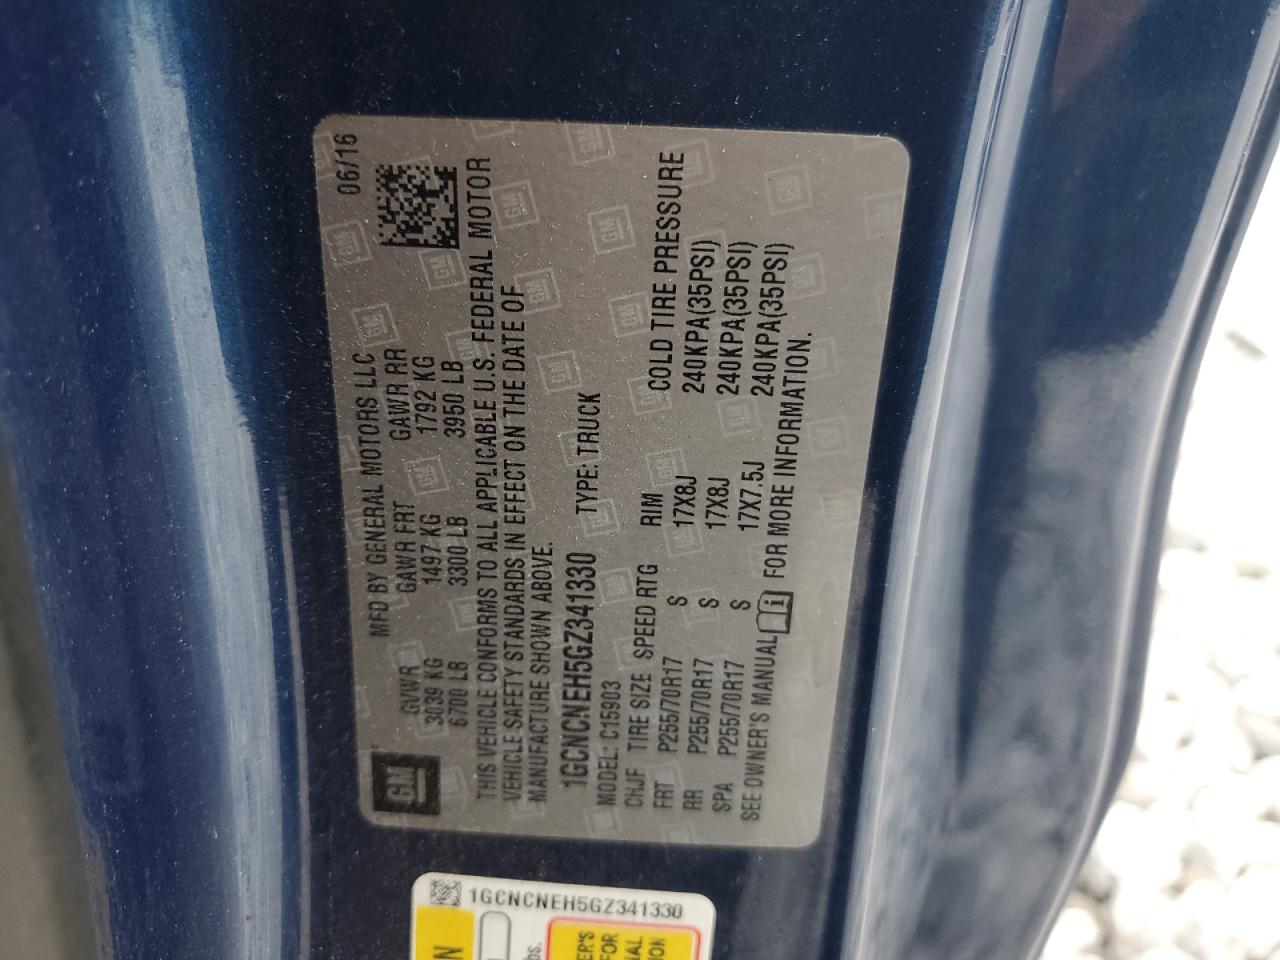 06/16
MFD BY GENERAL MOTORS LLC
GM
GVWR GAWR FRT GAWR RR
3039 KG 1497 KG 1792 KG
6700 LB 3300 LB 3950 LB
THIS VEHICLE CONFORMS TO ALL APPLICABLE U.S. FEDERAL MOTOR
VEHICLE SAFETY STANDARDS IN EFFECT ON THE DATE OF
MANUFACTURE SHOWN ABOVE.
1GCNCNEH5GZ341330 TYPE: TRUCK
MODEL: C15903
CHJF TIRE SIZE SPEED RTG RIM COLD TIRE PRESSURE
FRT P255/70R17 S 17X8J 240KPA(35PSI)
RR P255/70R17 S 17X8J 240KPA(35PSI)
SPA P255/70R17 S 17X7.5J 240KPA(35PSI)
SEE OWNER'S MANUAL i FOR MORE INFORMATION.
1GCNCNEH5GZ341330